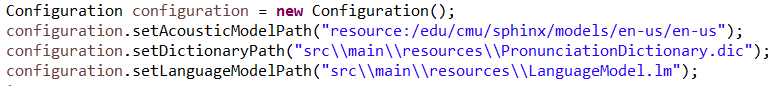 Configuration configuration = new Configuration();
configuration.setAcousticModelPath("resource:/edu/cmu/sphinx/models/en-us/en-us");
configuration.setDictionaryPath("src\\main\\resources\\PronunciationDictionary.dic");
configuration.setLanguageModelPath("src\\main\\resources\\LanguageModel.lm");